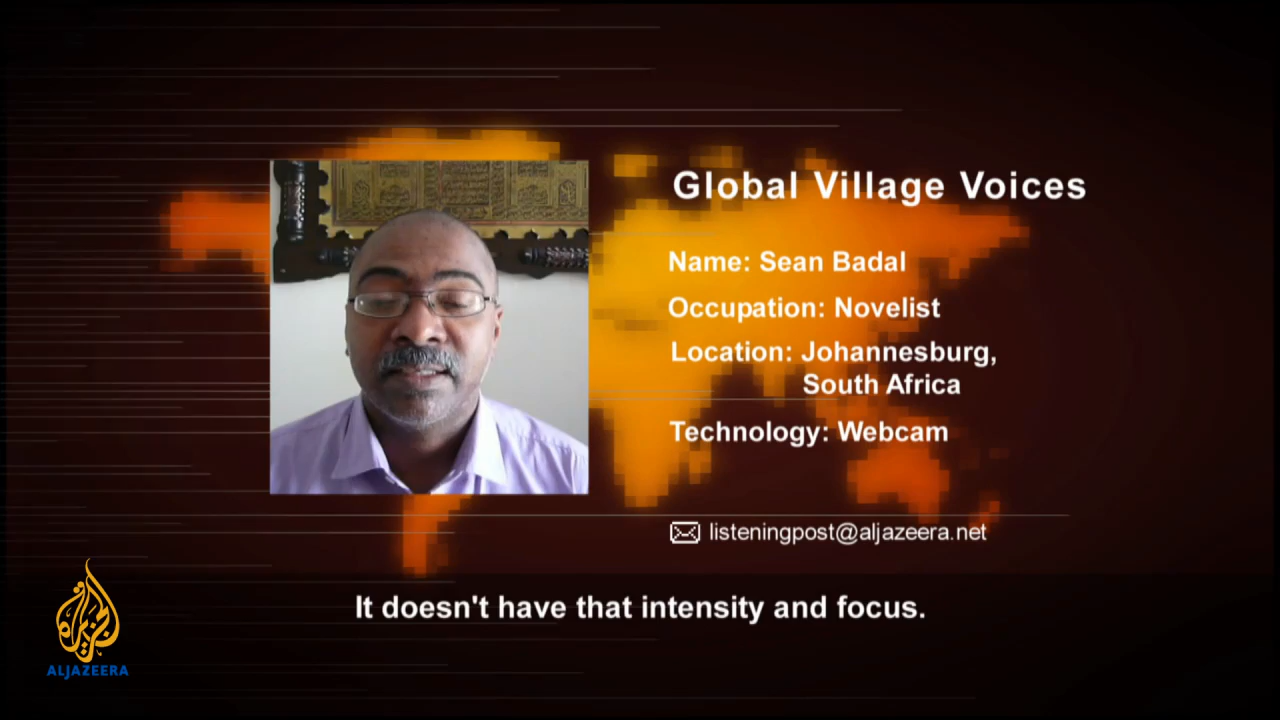 Global Village Voices
Name: Sean Badal
Occupation: Novelist
Location: Johannesburg,
South Africa
Technology: Webcam
listeningpost@aljazeera.net
It doesn't have that intensity and focus.
الجزيرة
ALJAZEERA